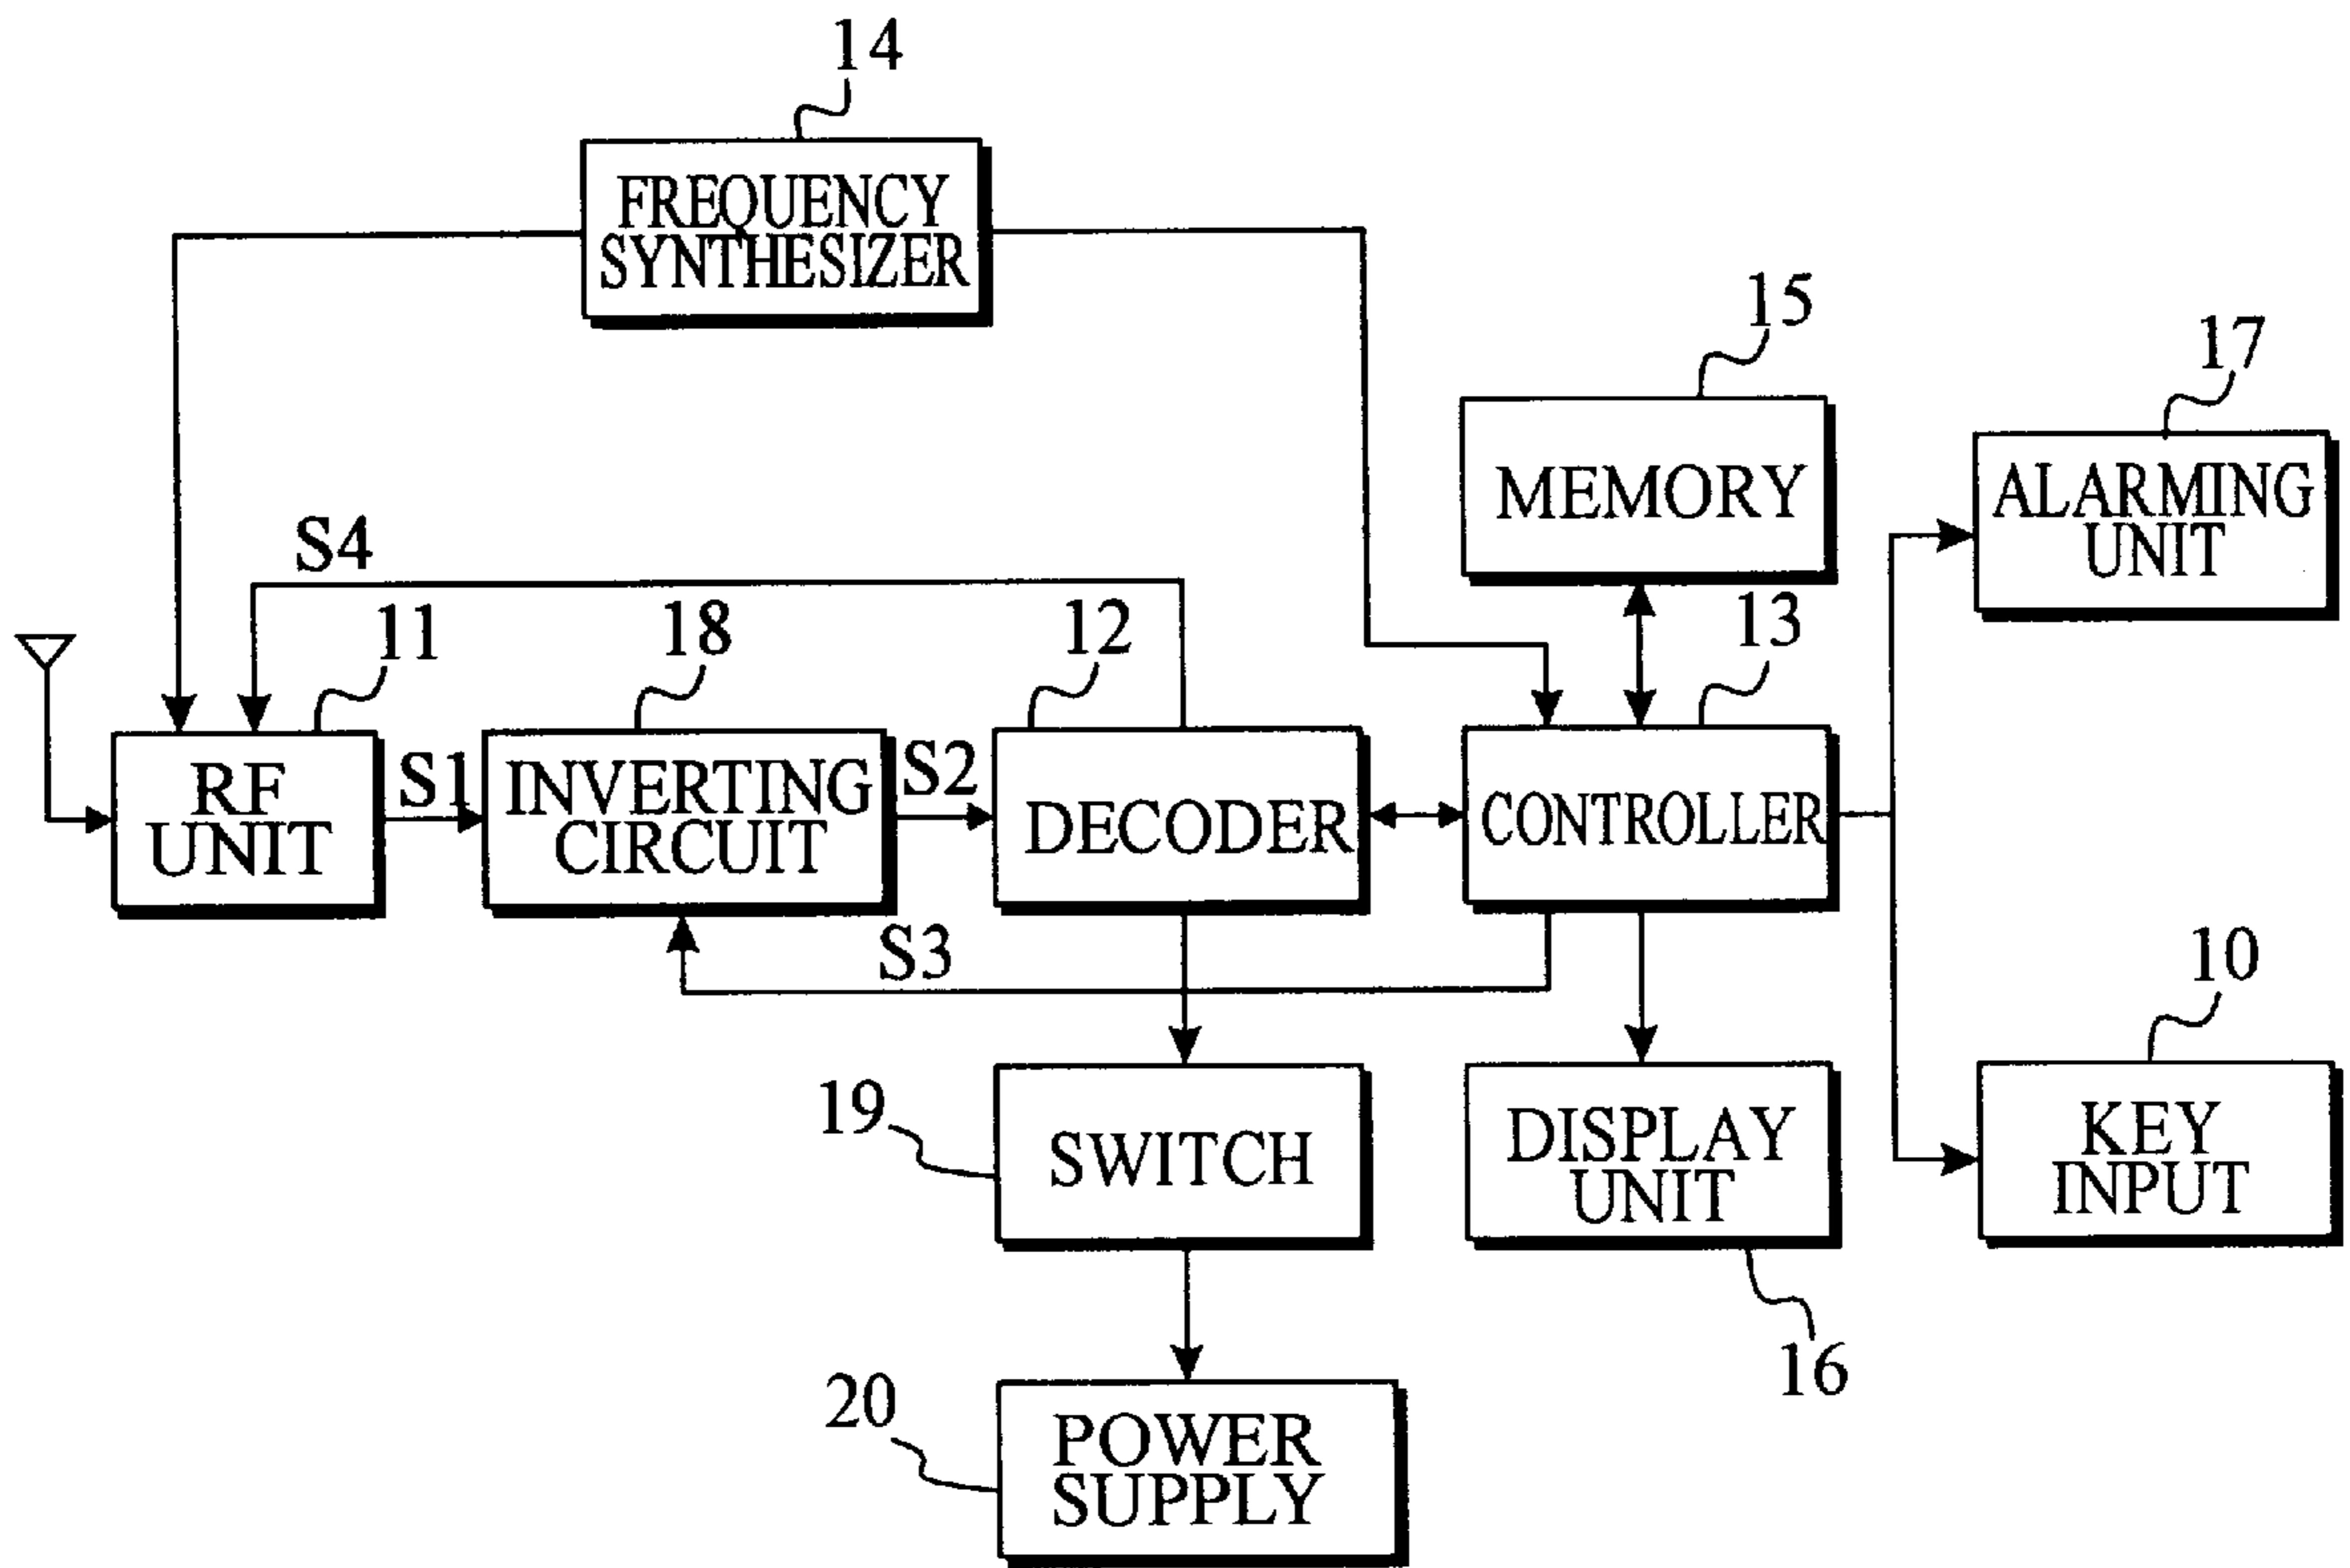 14
FREQUENCY
SYNTHESIZER
15
17
MEMORY
ALARMING
UNIT
S4
11
18
12
13
RF
UNIT
S1
INVERTING
CIRCUIT
S2
DECODER
CONTROLLER
S3
10
19
SWITCH
DISPLAY
UNIT
KEY
INPUT
16
20
POWER
SUPPLY